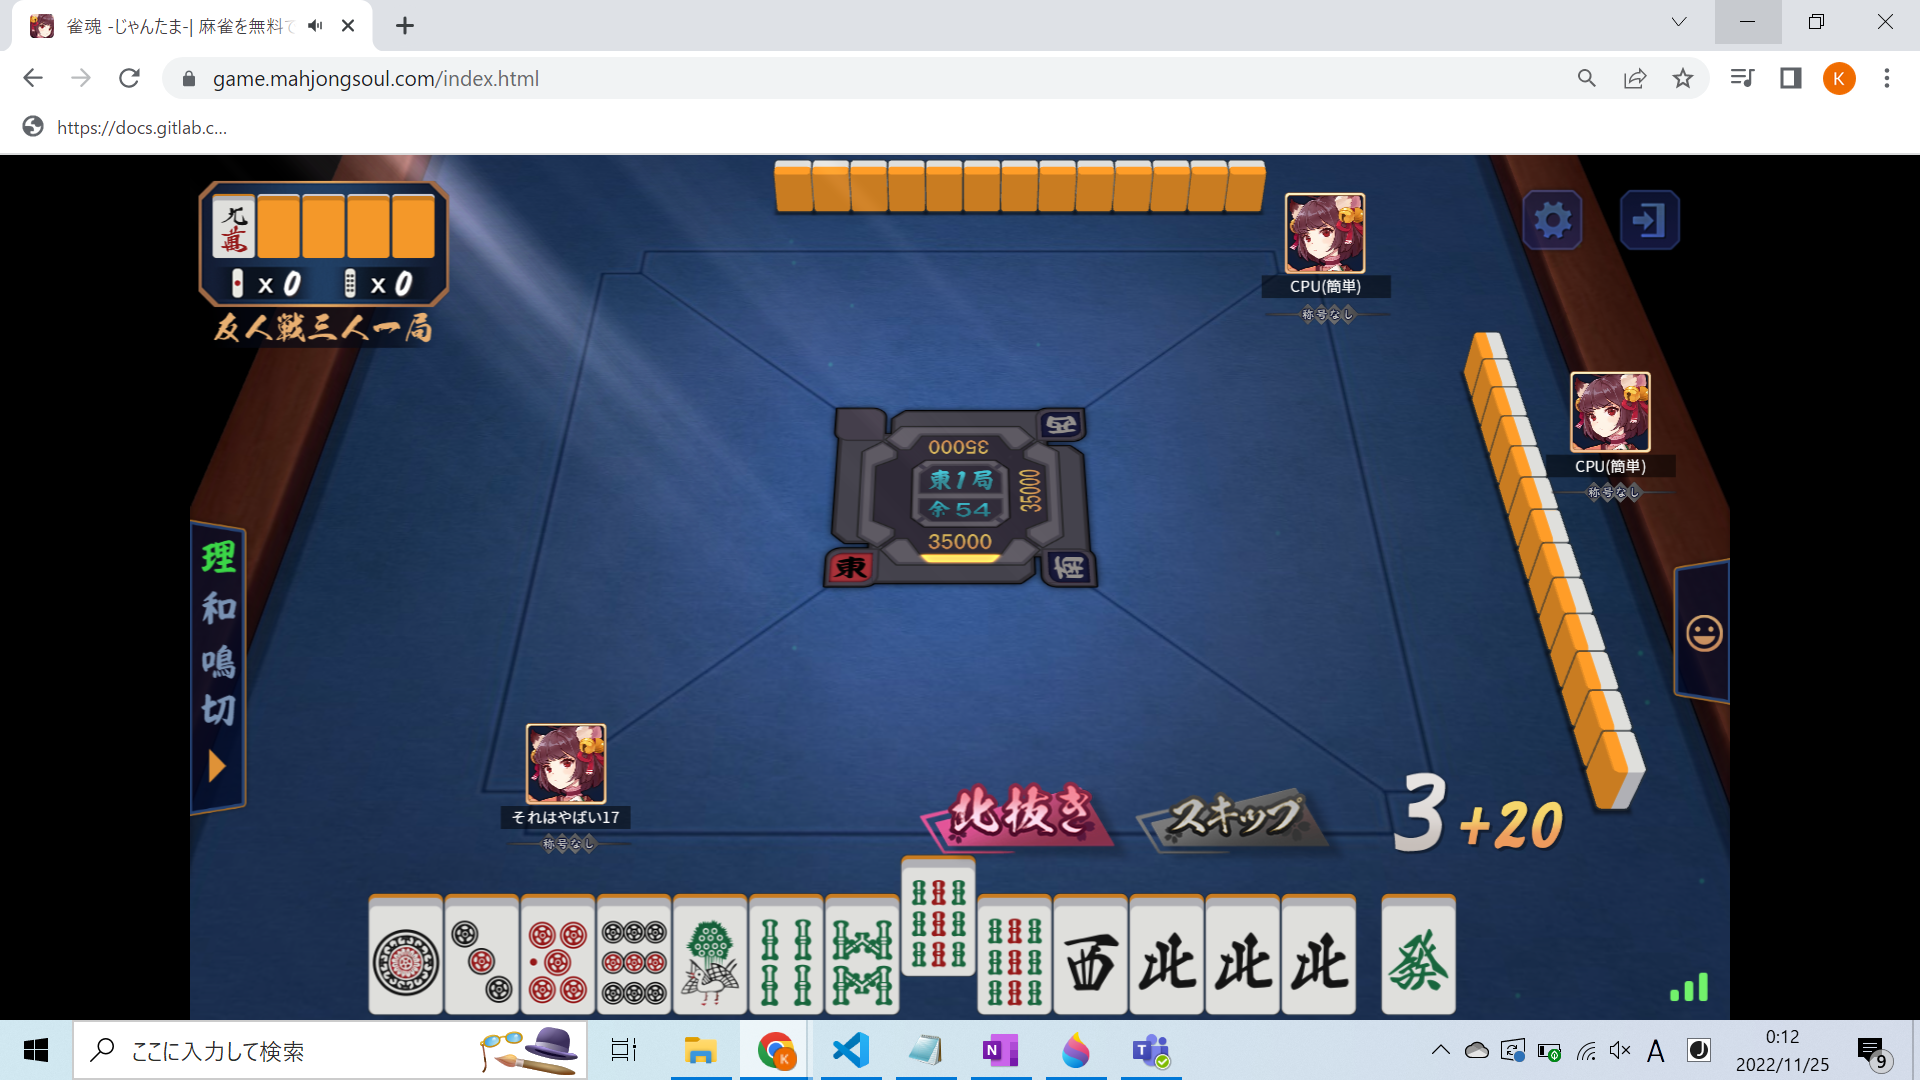 雀魂 -じゃんたま-| 麻雀を無料で
game.mahjongsoul.com/index.html
K
https://docs.gitlab.c...
九
萬
x 0 x 0
友人戦三人一局
CPU(簡単)
称号なし
CPU(簡単)
称号なし
西
35000
東1局
35000
余54
35000
東
南
理
和
鳴
切
それはやばい17
称号なし
北抜き
スキップ
3 +20
西 北 北 北 發
ここに入力して検索
K
N
T
A
J
0:12
2022/11/25
9